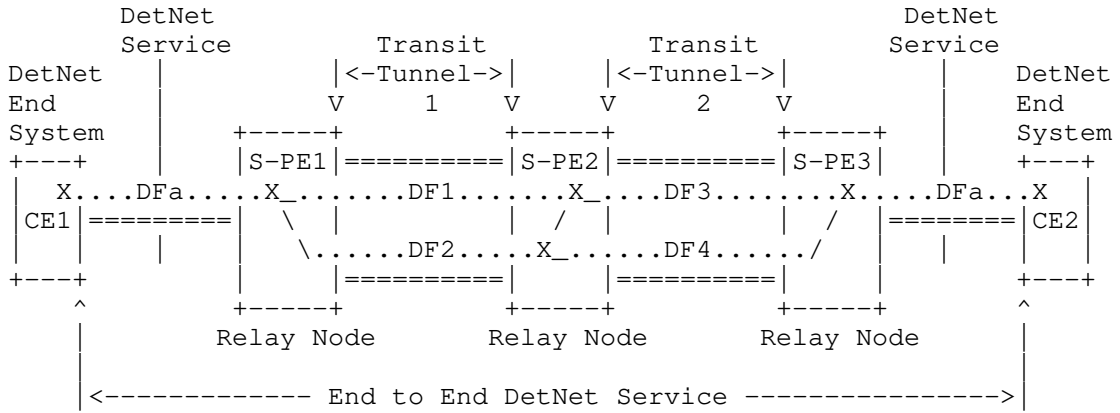 DetNet                                             DetNet
         Service         Transit          Transit          Service
DetNet      |           |<-Tunnel->|     |<-Tunnel->|         |    DetNet
End         |           V    1     V     V    2     V         |    End
System      |     +-----+          +-----+          +-----+   |    System
+---+       |     |S-PE1|==========|S-PE2|==========|S-PE3|   |     +---+
|  X....DFa.....X_.......DF1.......X_....DF3........X.....DFa...X  |
|CE1|=========|   \  |          |  /  |          |  /  |========|CE2|
|   |    |     |    \......DF2.....X_......DF4....../   |    |   |   |
+---+          |     |==========|     |==========|     |        +---+
    ^          +-----+          +-----+          +-----+        ^
    |        Relay Node       Relay Node       Relay Node       |
    |                                                           |
    |<------------- End to End DetNet Service ---------------->|